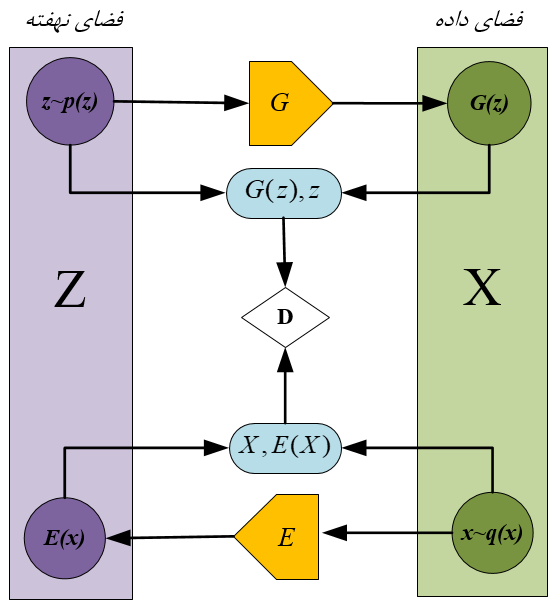 فضای نهفته
فضای داده
z~p(z)
G
G(z)
G(z),z
Z
X
D
X,E(X)
E(x)
E
x~q(x)